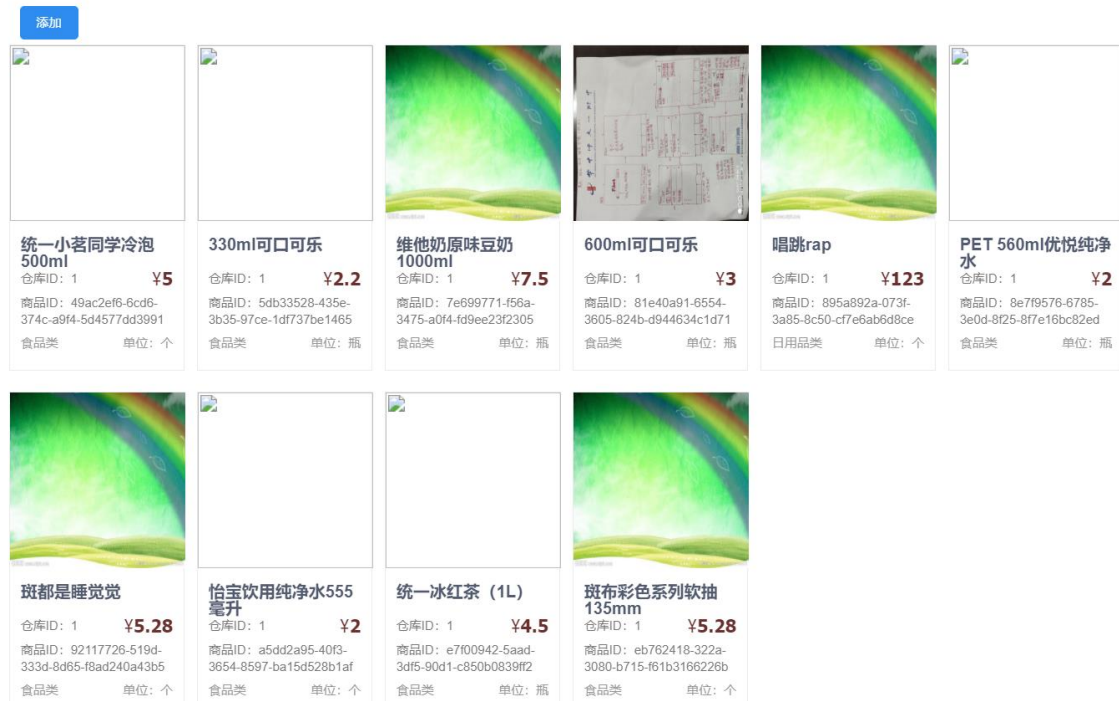 添加
统一小茗同学冷泡
500ml
仓库ID: 1 ¥5
商品ID: 49ac2ef6-6cd6-
374c-a9f4-5d4577dd3991
食品类 单位: 个
330ml可口可乐
仓库ID: 1 ¥2.2
商品ID: 5db33528-435e-
3b35-97ce-1df737be1465
食品类 单位: 瓶
维他奶原味豆奶
1000ml
仓库ID: 1 ¥7.5
商品ID: 7e699771-f56a-
3475-a0f4-fd9ee23f2305
食品类 单位: 瓶
600ml可口可乐
仓库ID: 1 ¥3
商品ID: 81e40a91-6554-
3605-824b-d944634c1d71
食品类 单位: 瓶
唱跳rap
仓库ID: 1 ¥123
商品ID: 895a892a-073f-
3a85-8c50-cf7e6ab6d8ce
日用品类 单位: 个
PET 560ml优悦纯净
水
仓库ID: 1 ¥2
商品ID: 8e7f9576-6785-
3e0d-8f25-8f7e16bc82ed
食品类 单位: 瓶
斑都是睡觉觉
仓库ID: 1 ¥5.28
商品ID: 92117726-519d-
333d-8d65-f8ad240a43b5
食品类 单位: 个
怡宝饮用纯净水555
毫升
仓库ID: 1 ¥2
商品ID: a5dd2a95-40f3-
3654-8597-ba15d528b1af
食品类 单位: 个
统一冰红茶（1L）
仓库ID: 1 ¥4.5
商品ID: e7f00942-5aad-
3df5-90d1-c850b0839ff2
食品类 单位: 瓶
斑布彩色系列软抽
135mm
仓库ID: 1 ¥5.28
商品ID: eb762418-322a-
3080-b715-f61b3166226b
食品类 单位: 个